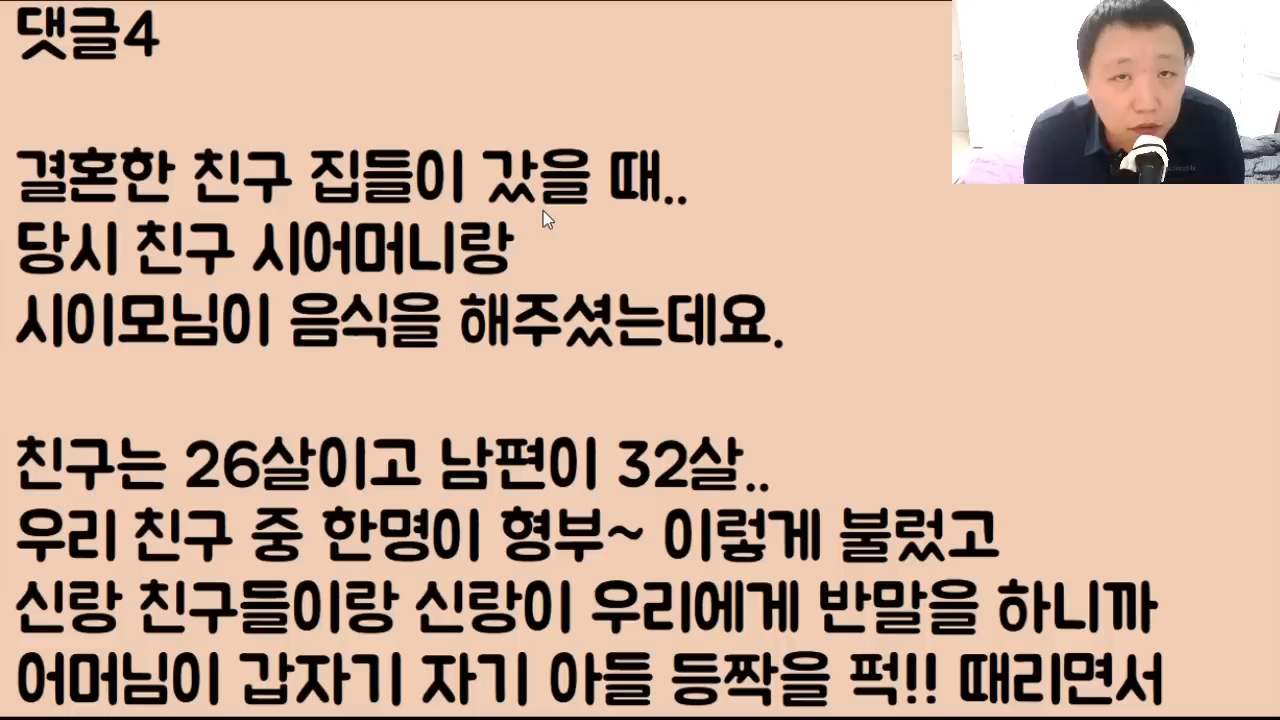 댓글4
결혼한 친구 집들이 갔을 때..
당시 친구 시어머니랑
시이모님이 음식을 해주셨는데요.
친구는 26살이고 남편이 32살..
우리 친구 중 한명이 형부~ 이렇게 불렀고
신랑 친구들이랑 신랑이 우리에게 반말을 하니까
어머님이 갑자기 자기 아들 등짝을 퍽!! 때리면서